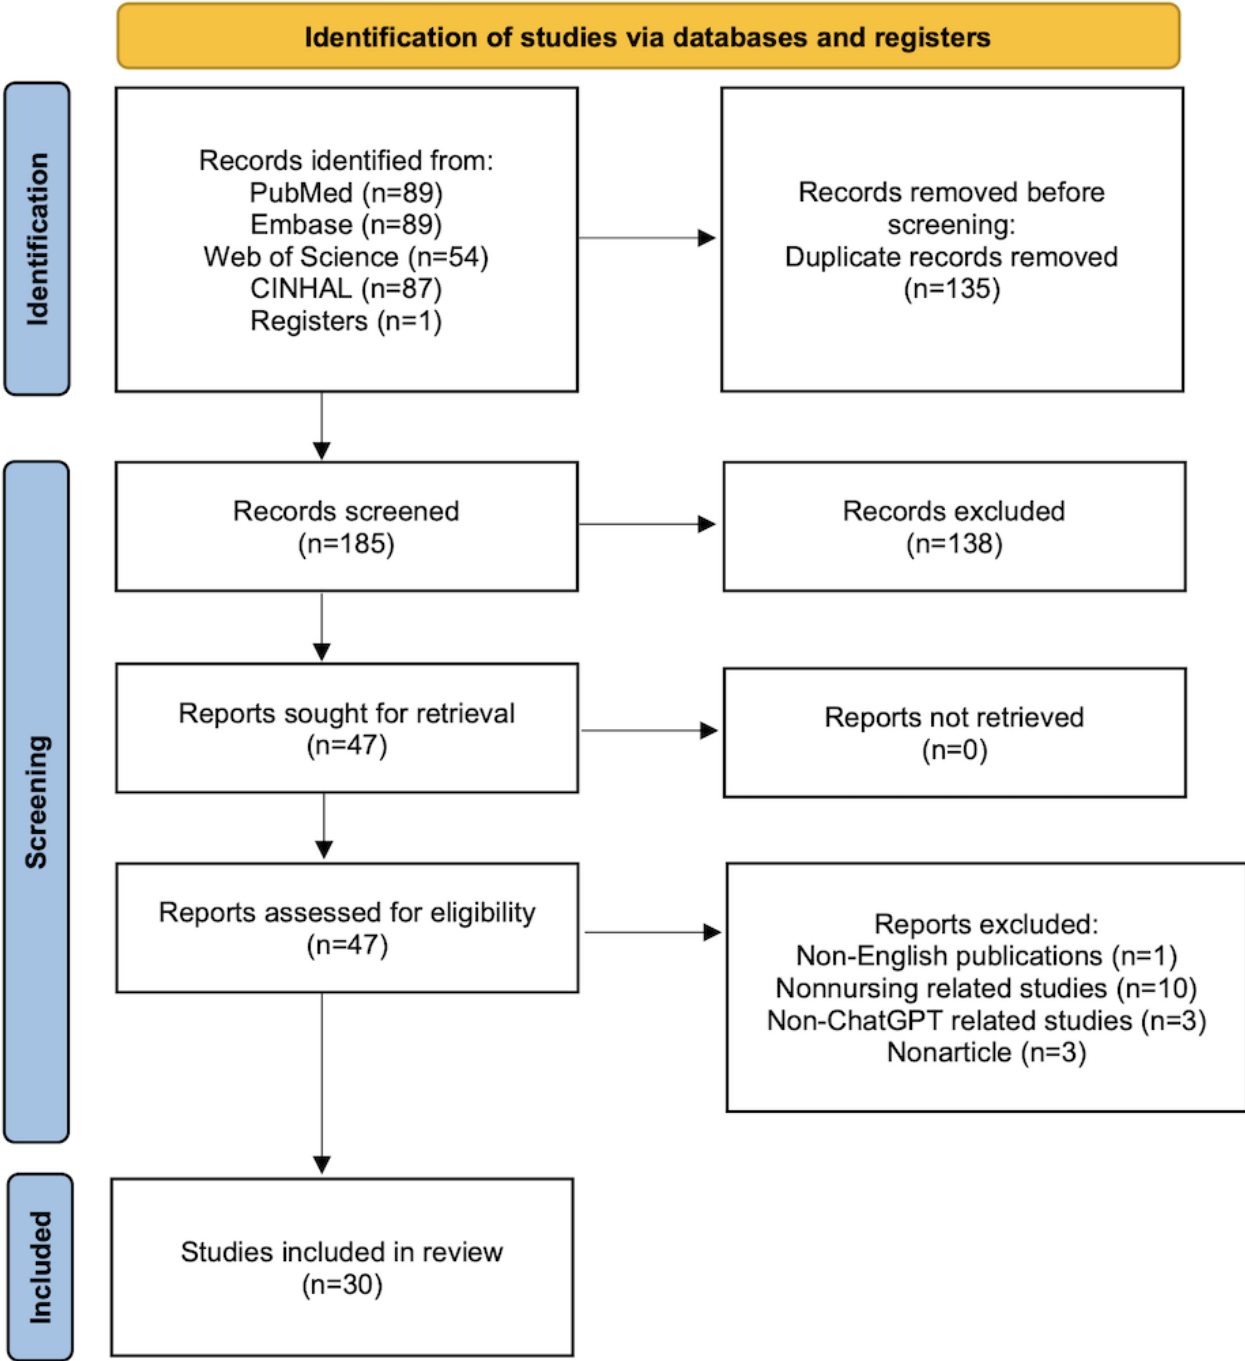 Identification of studies via databases and registers
Identification
Records identified from:
PubMed (n=89)
Embase (n=89)
Web of Science (n=54)
CINHAL (n=87)
Registers (n=1)
Records removed before
screening:
Duplicate records removed
(n=135)
Screening
Records screened
(n=185)
Records excluded
(n=138)
Reports sought for retrieval
(n=47)
Reports not retrieved
(n=0)
Reports assessed for eligibility
(n=47)
Reports excluded:
Non-English publications (n=1)
Nonnursing related studies (n=10)
Non-ChatGPT related studies (n=3)
Nonarticle (n=3)
Included
Studies included in review
(n=30)